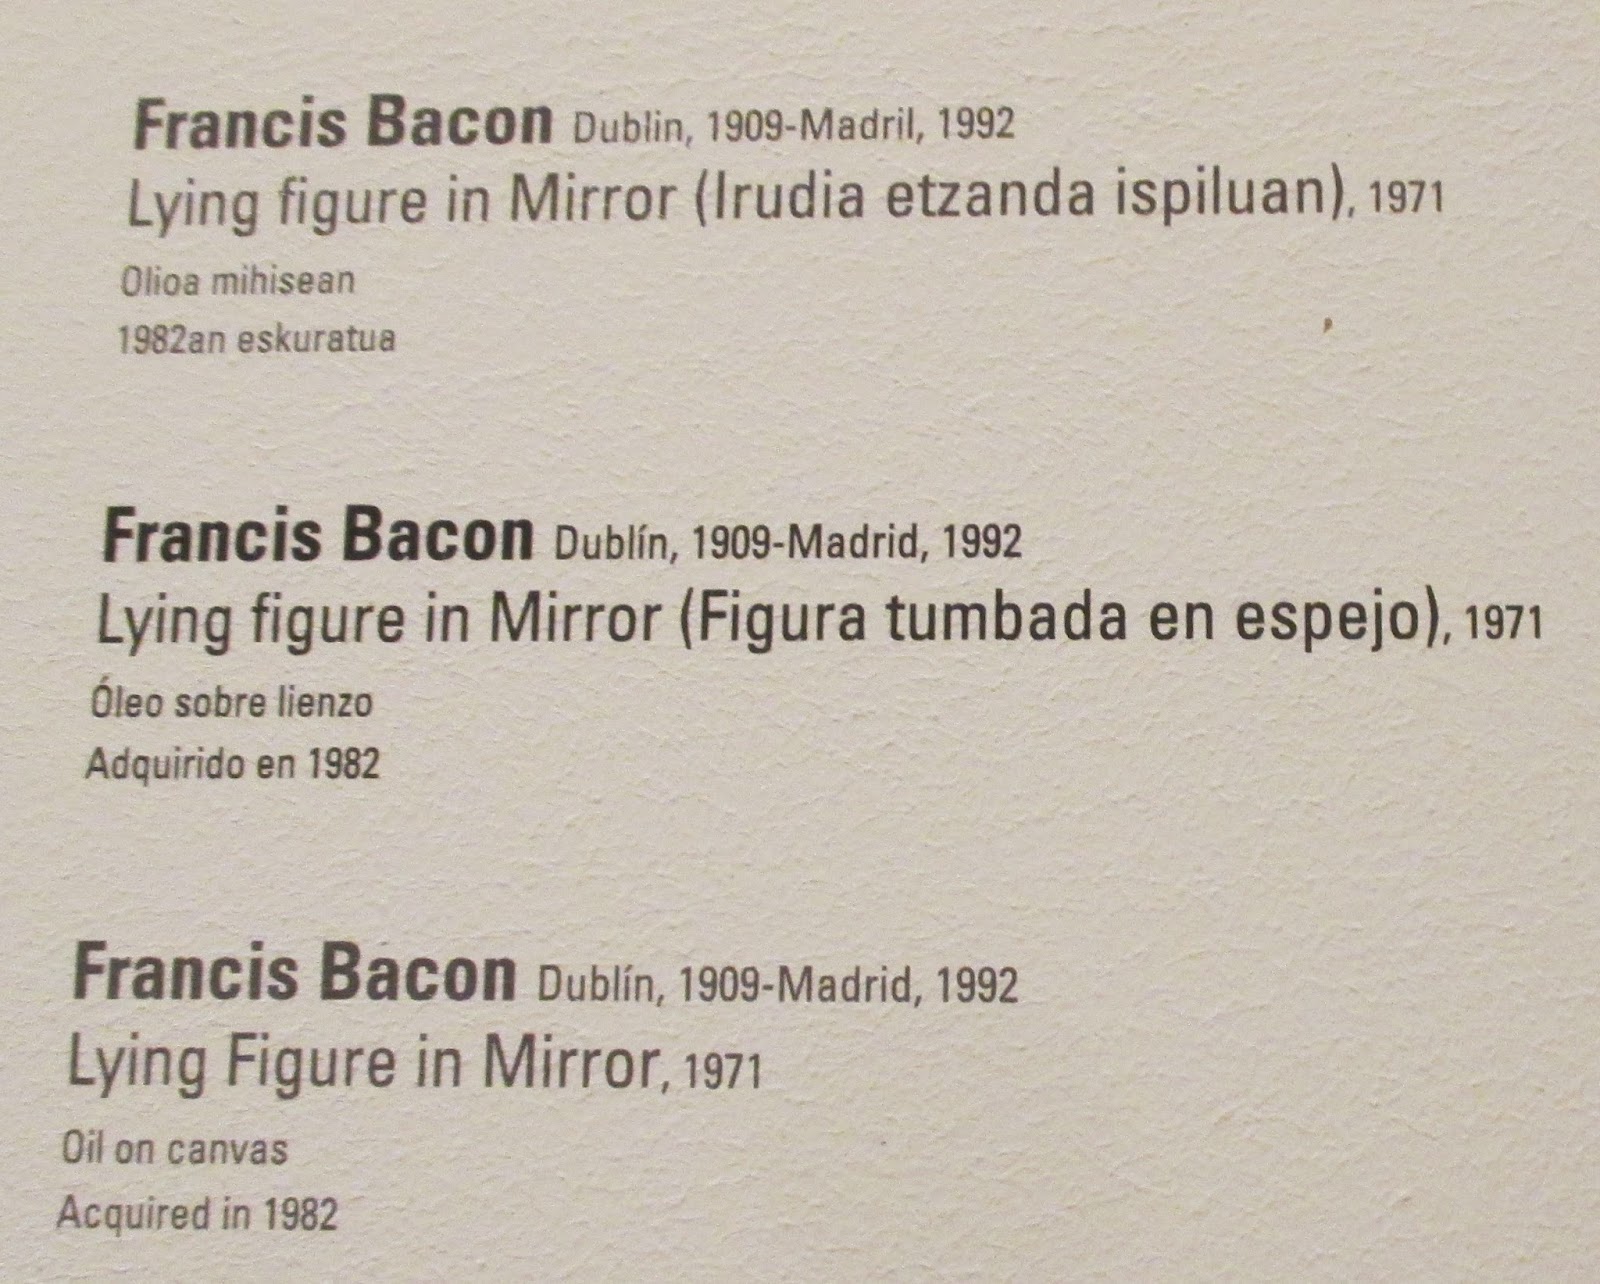 Francis Bacon Dublin, 1909-Madril, 1992
Lying figure in Mirror (Irudia etzanda ispiluan), 1971
Olioa mihisean
1982an eskuratua
Francis Bacon Dublín, 1909-Madrid, 1992
Lying figure in Mirror (Figura tumbada en espejo), 1971
Óleo sobre lienzo
Adquirido en 1982
Francis Bacon Dublín, 1909-Madrid, 1992
Lying Figure in Mirror, 1971
Oil on canvas
Acquired in 1982